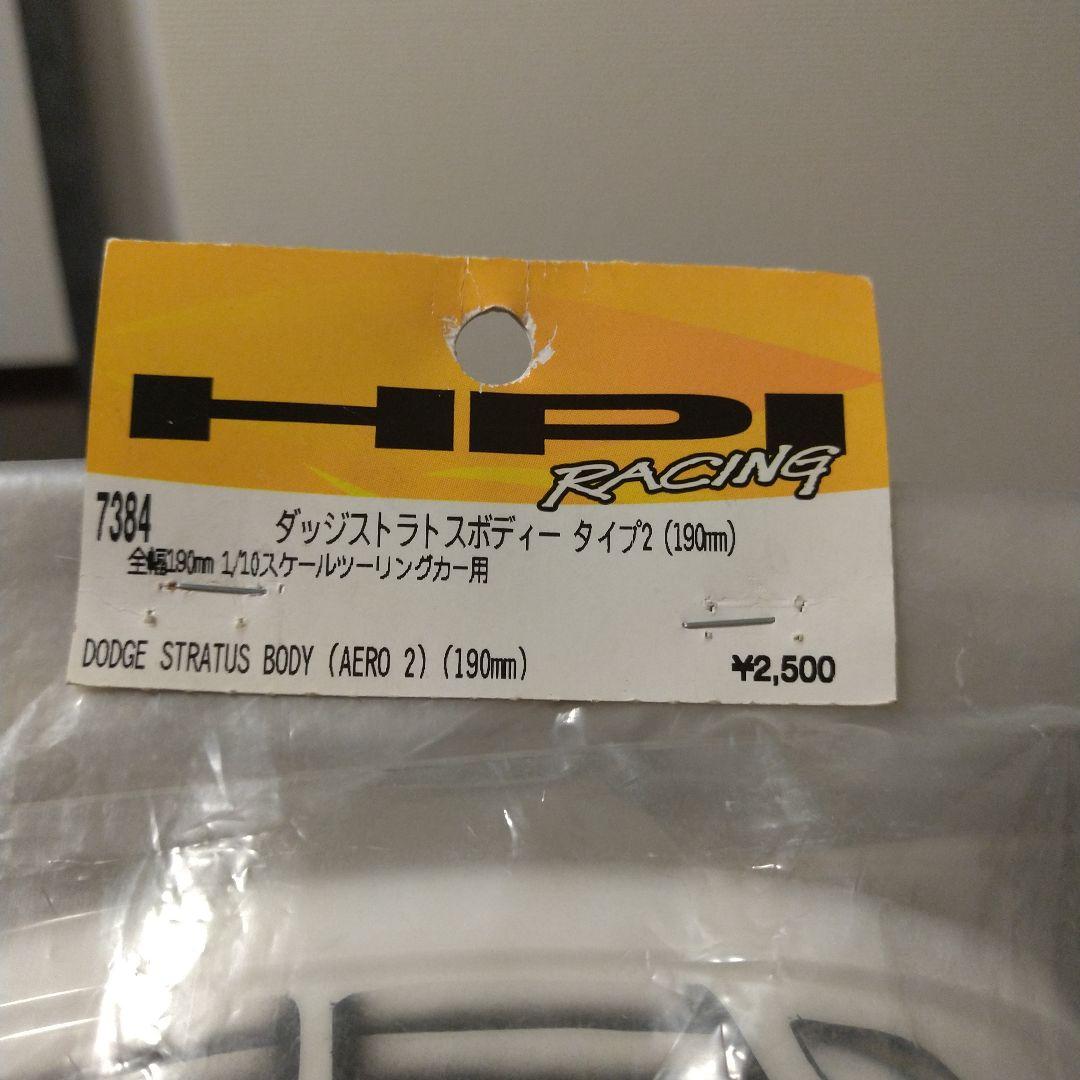 HPI
RACING
7384 ダッジストラトスボディー タイプ2 (190mm)
全幅190mm 1/10スケールツーリングカー用
DODGE STRATUS BODY (AERO 2) (190mm) ¥2,500